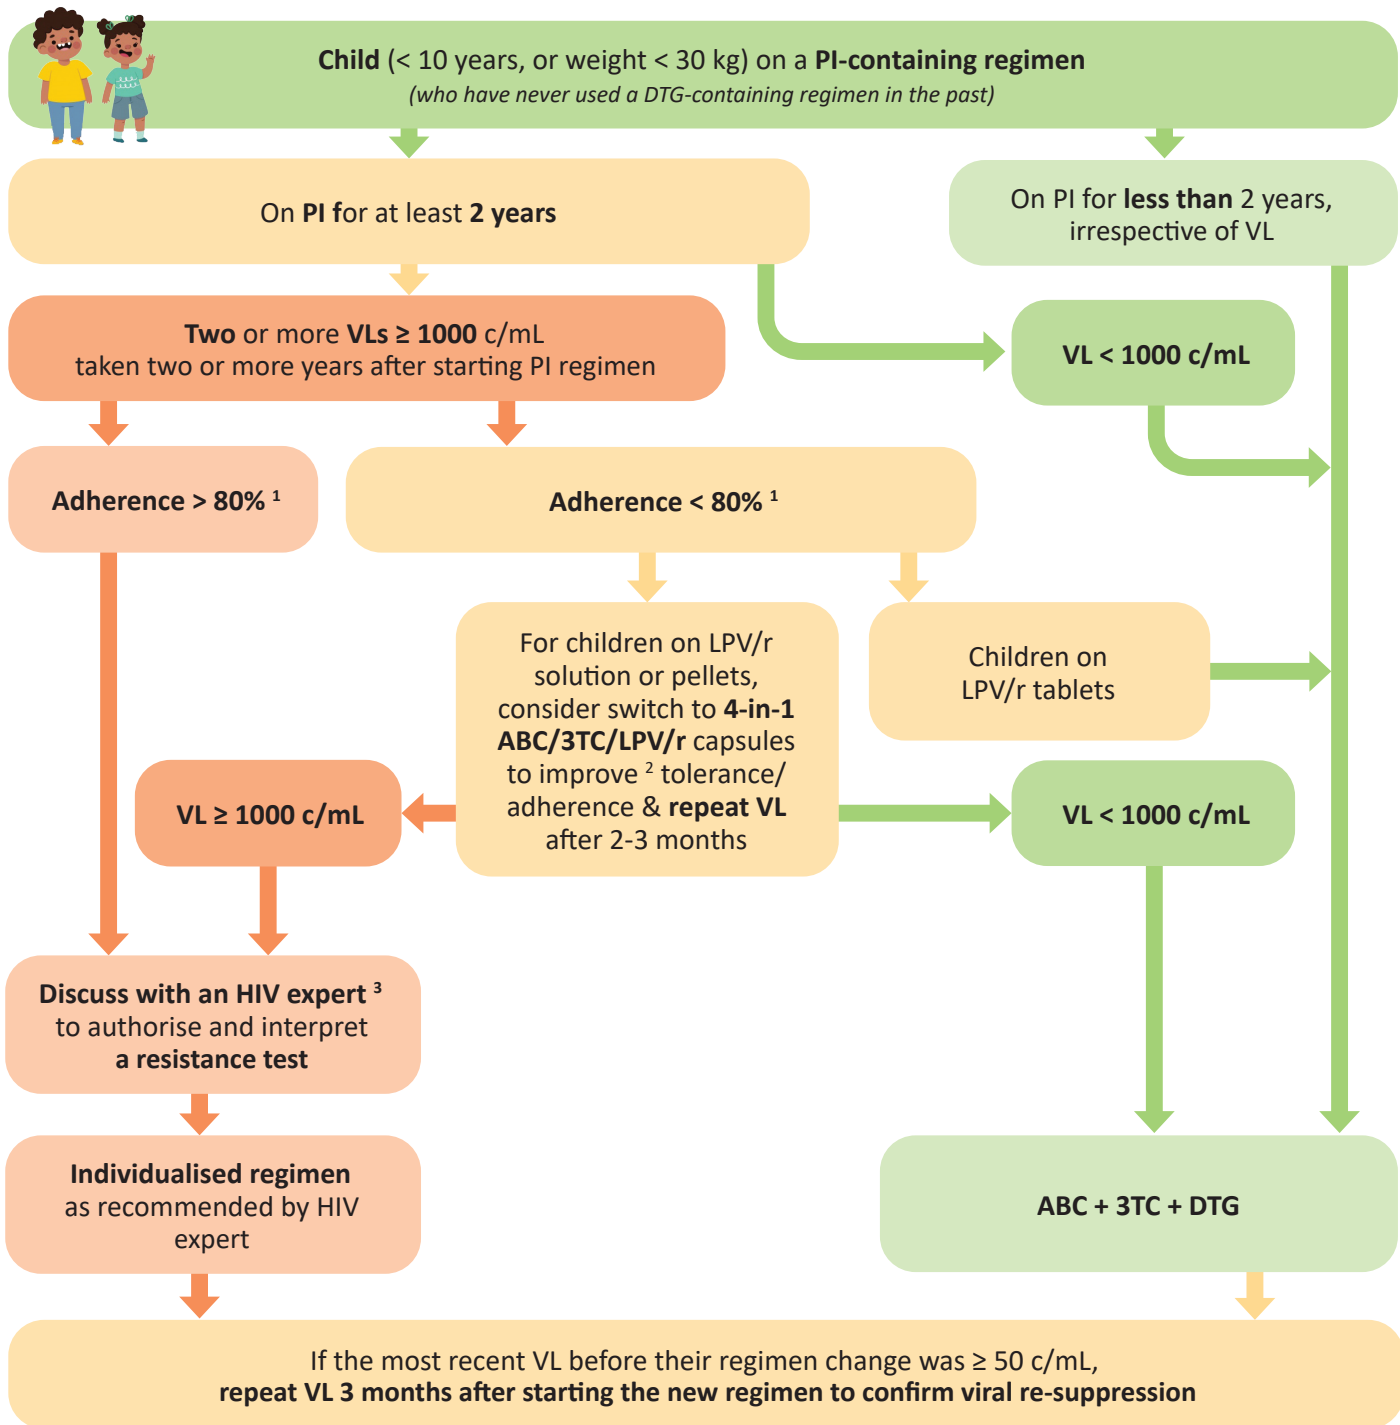 Child (< 10 years, or weight < 30 kg) on a PI-containing regimen
(who have never used a DTG-containing regimen in the past)
On PI for at least 2 years
On PI for less than 2 years,
irrespective of VL
Two or more VLs ≥ 1000 c/mL
taken two or more years after starting PI regimen
VL < 1000 c/mL
Adherence > 80% 1
Adherence < 80% 1
For children on LPV/r
solution or pellets,
consider switch to 4-in-1
ABC/3TC/LPV/r capsules
to improve 2 tolerance/
adherence & repeat VL
after 2-3 months
Children on
LPV/r tablets
VL ≥ 1000 c/mL
VL < 1000 c/mL
Discuss with an HIV expert 3
to authorise and interpret
a resistance test
Individualised regimen
as recommended by HIV
expert
ABC + 3TC + DTG
If the most recent VL before their regimen change was ≥ 50 c/mL,
repeat VL 3 months after starting the new regimen to confirm viral re-suppression